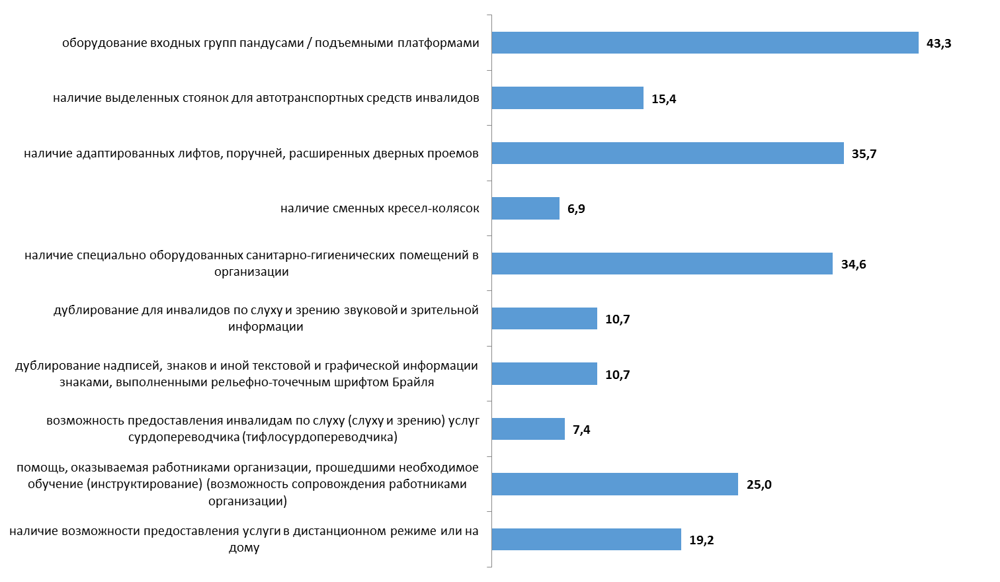 оборудование входных групп пандусами / подъемными платформами
43,3
наличие выделенных стоянок для автотранспортных средств инвалидов
15,4
наличие адаптированных лифтов, поручней, расширенных дверных проемов
35,7
наличие сменных кресел-колясок
6,9
наличие специально оборудованных санитарно-гигиенических помещений в
организации
34,6
дублирование для инвалидов по слуху и зрению звуковой и зрительной
информации
10,7
дублирование надписей, знаков и иной текстовой и графической информации
знаками, выполненными рельефно-точечным шрифтом Брайля
10,7
возможность предоставления инвалидам по слуху (слуху и зрению) услуг
сурдопереводчика (тифлосурдопереводчика)
7,4
помощь, оказываемая работниками организации, прошедшими необходимое
обучение (инструктирование) (возможность сопровождения работниками
организации)
25,0
наличие возможности предоставления услуги в дистанционном режиме или на
дому
19,2